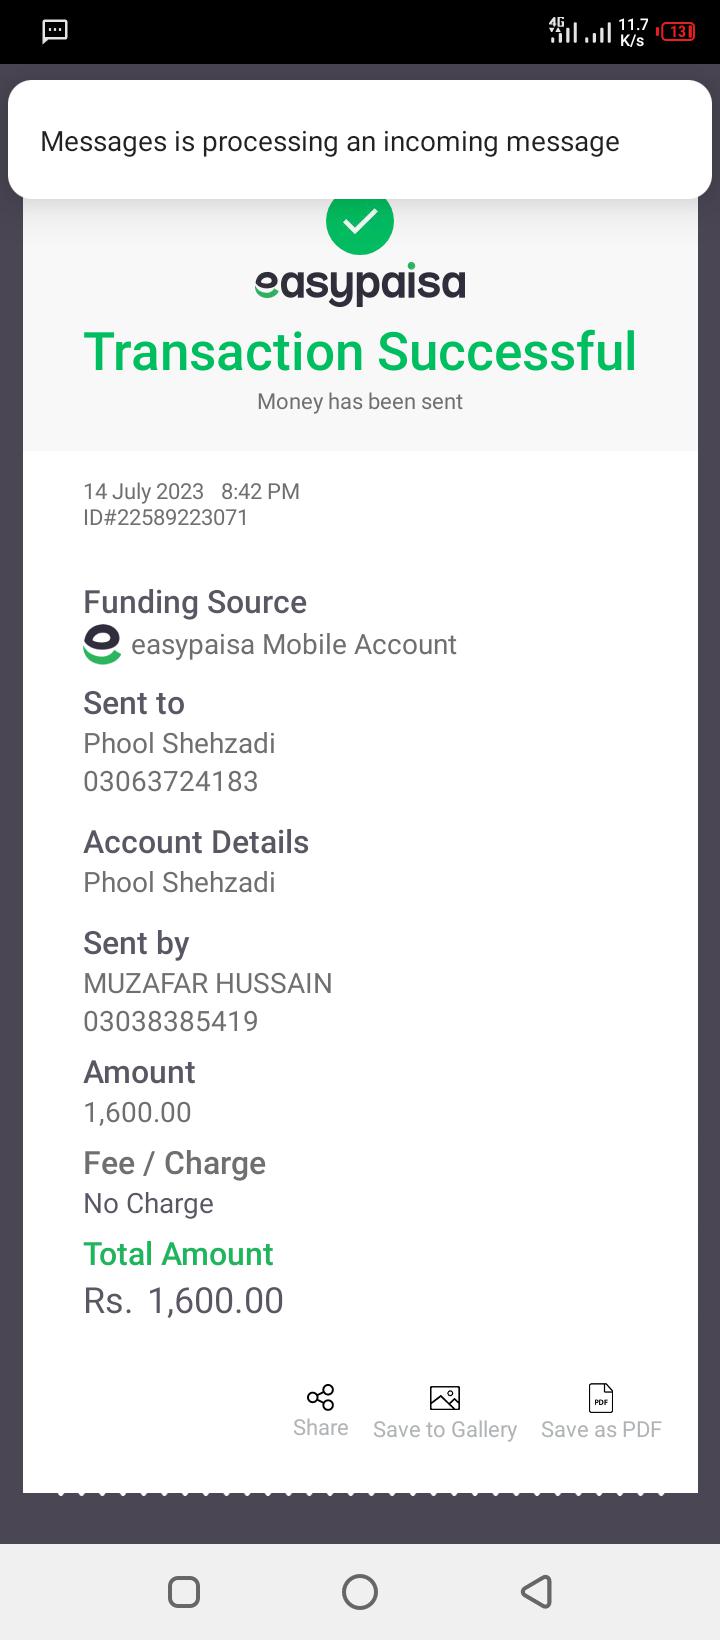 4G
11.7
K/s
13
Messages is processing an incoming message
easypaisa
Transaction Successful
Money has been sent
14 July 2023 8:42 PM
ID#22589223071
Funding Source
easypaisa Mobile Account
Sent to
Phool Shehzadi
03063724183
Account Details
Phool Shehzadi
Sent by
MUZAFAR HUSSAIN
03038385419
Amount
1,600.00
Fee / Charge
No Charge
Total Amount
Rs. 1,600.00
Share
Save to Gallery
PDF
Save as PDF